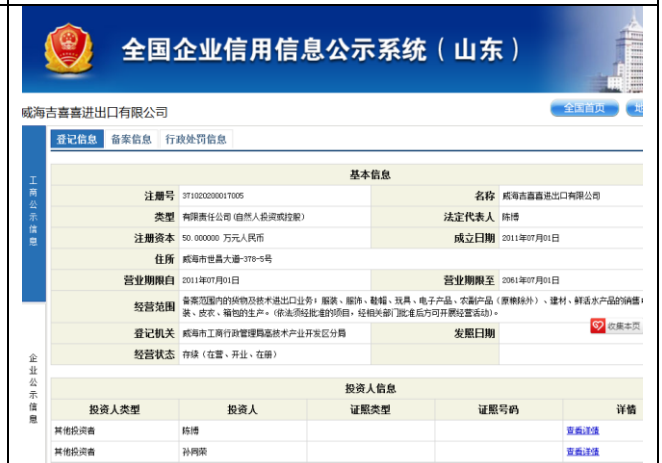 全国企业信用信息公示系统（山东）
威海吉喜喜进出口有限公司
全国首页
登记信息 备案信息 行政处罚信息
工商公示信息
企业公示信息
基本信息
注册号 371020200017005 名称 威海吉喜喜进出口有限公司
类型 有限责任公司(自然人投资或控股) 法定代表人 陈博
注册资本 50.000000 万元人民币 成立日期 2011年07月01日
住所 威海市世昌大道-378-5号
营业期限自 2011年07月01日 营业期限至 2061年07月01日
经营范围 备案范围内的货物及技术进出口业务；服装、服饰、鞋帽、玩具、电子产品、农副产品（原粮除外）、建材、鲜活水产品的销售
装、皮衣、箱包的生产。（依法须经批准的项目，经相关部门批准后方可开展经营活动）。
登记机关 威海市工商行政管理局高技术产业开发区分局 发照日期
收集本页
经营状态 存续（在营、开业、在册）
投资人信息
投资人类型 投资人 证照类型 证照号码 详情
其他投资者 陈博 查看详情
其他投资者 孙同荣 查看详情